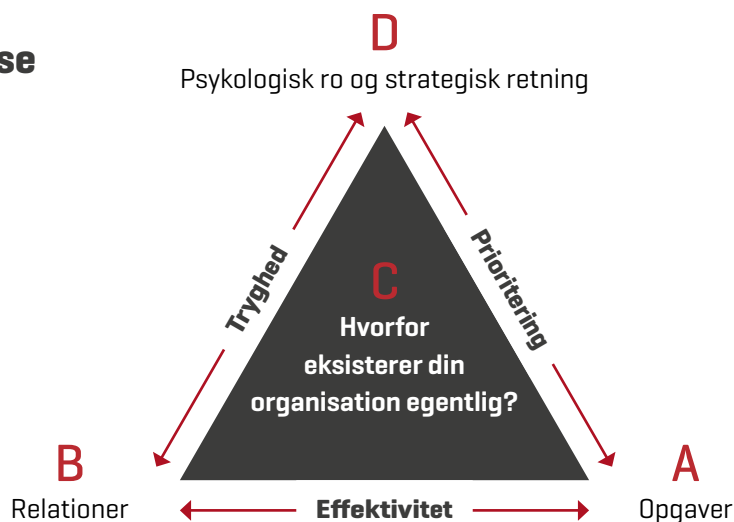 D
Psykologisk ro og strategisk retning
Tryghed
Prioritering
C
Hvorfor
eksisterer din
organisation egentlig?
B
Relationer
Effektivitet
A
Opgaver